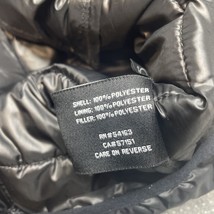 SHELL: 100% POLYESTER
LINING: 100% POLYESTER
FILLER: 100% POLYESTER
RN#54163
CA#57151
CARE ON REVERSE